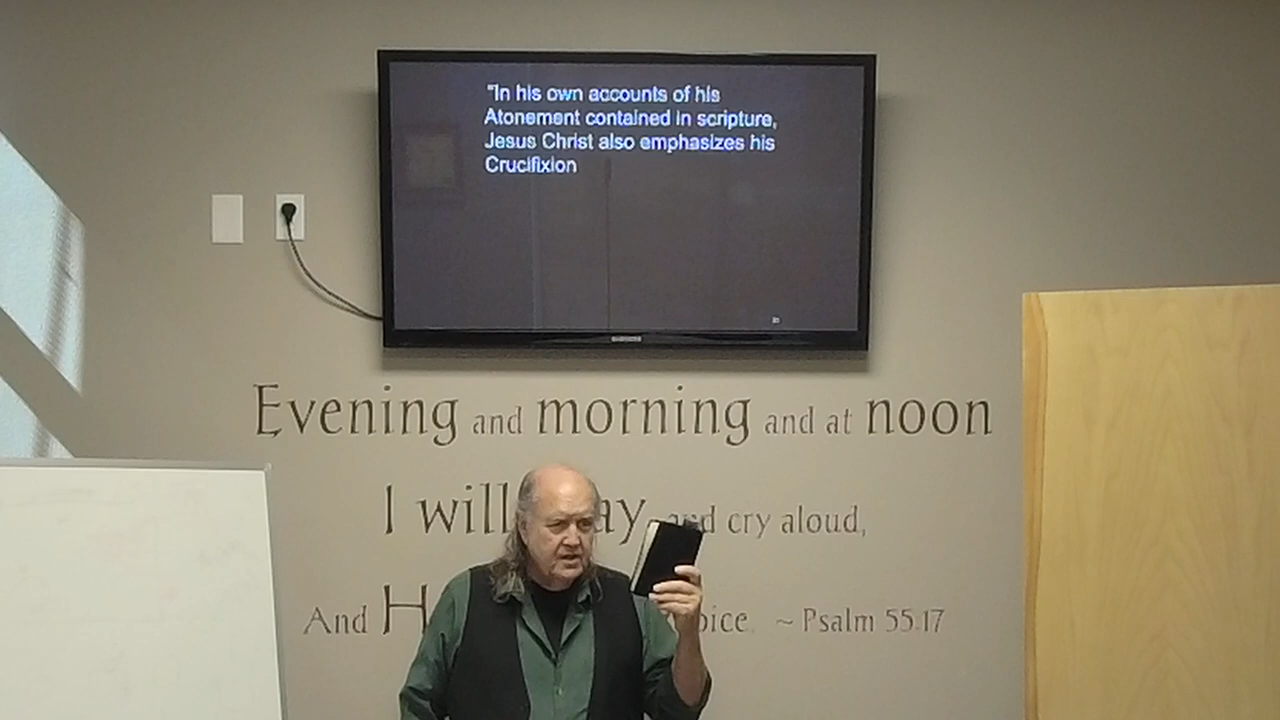 "In his own accounts of his
Atonement contained in scripture,
Jesus Christ also emphasizes his
Crucifixion
Evening and morning and at noon
I will ay and cry aloud,
And H oice. ~ Psalm 55:17